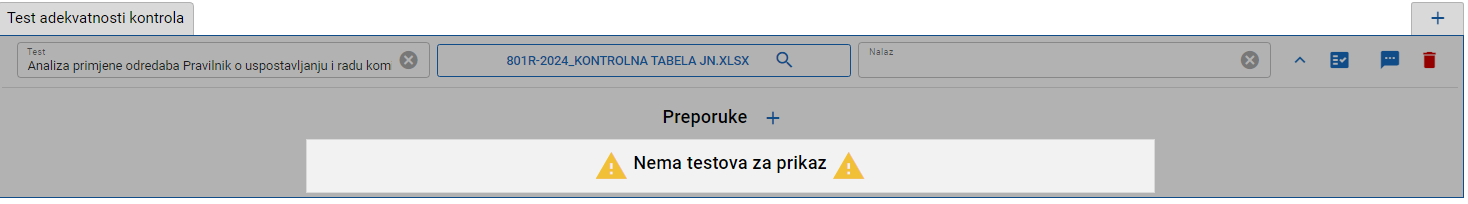 Test adekvatnosti kontrola
Test
Analiza primjene odredaba Pravilnik o uspostavljanju i radu kom
801R-2024_KONTROLNA TABELA JN.XLSX
Nalaz
Preporuke
Nema testova za prikaz